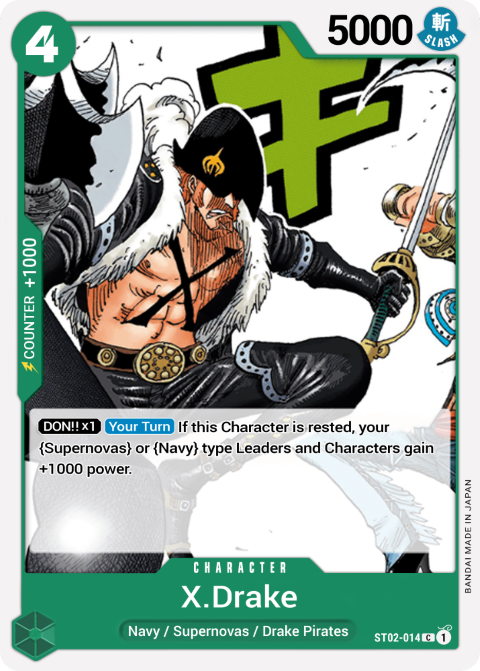 4
5000
斬
SLASH
キ
COUNTER +1000
DON!! ×1 Your Turn If this Character is rested, your
{Supernovas} or {Navy} type Leaders and Characters gain
+1000 power.
BANDAI MADE IN JAPAN
CHARACTER
X.Drake
Navy / Supernovas / Drake Pirates
ST02-014 C 1